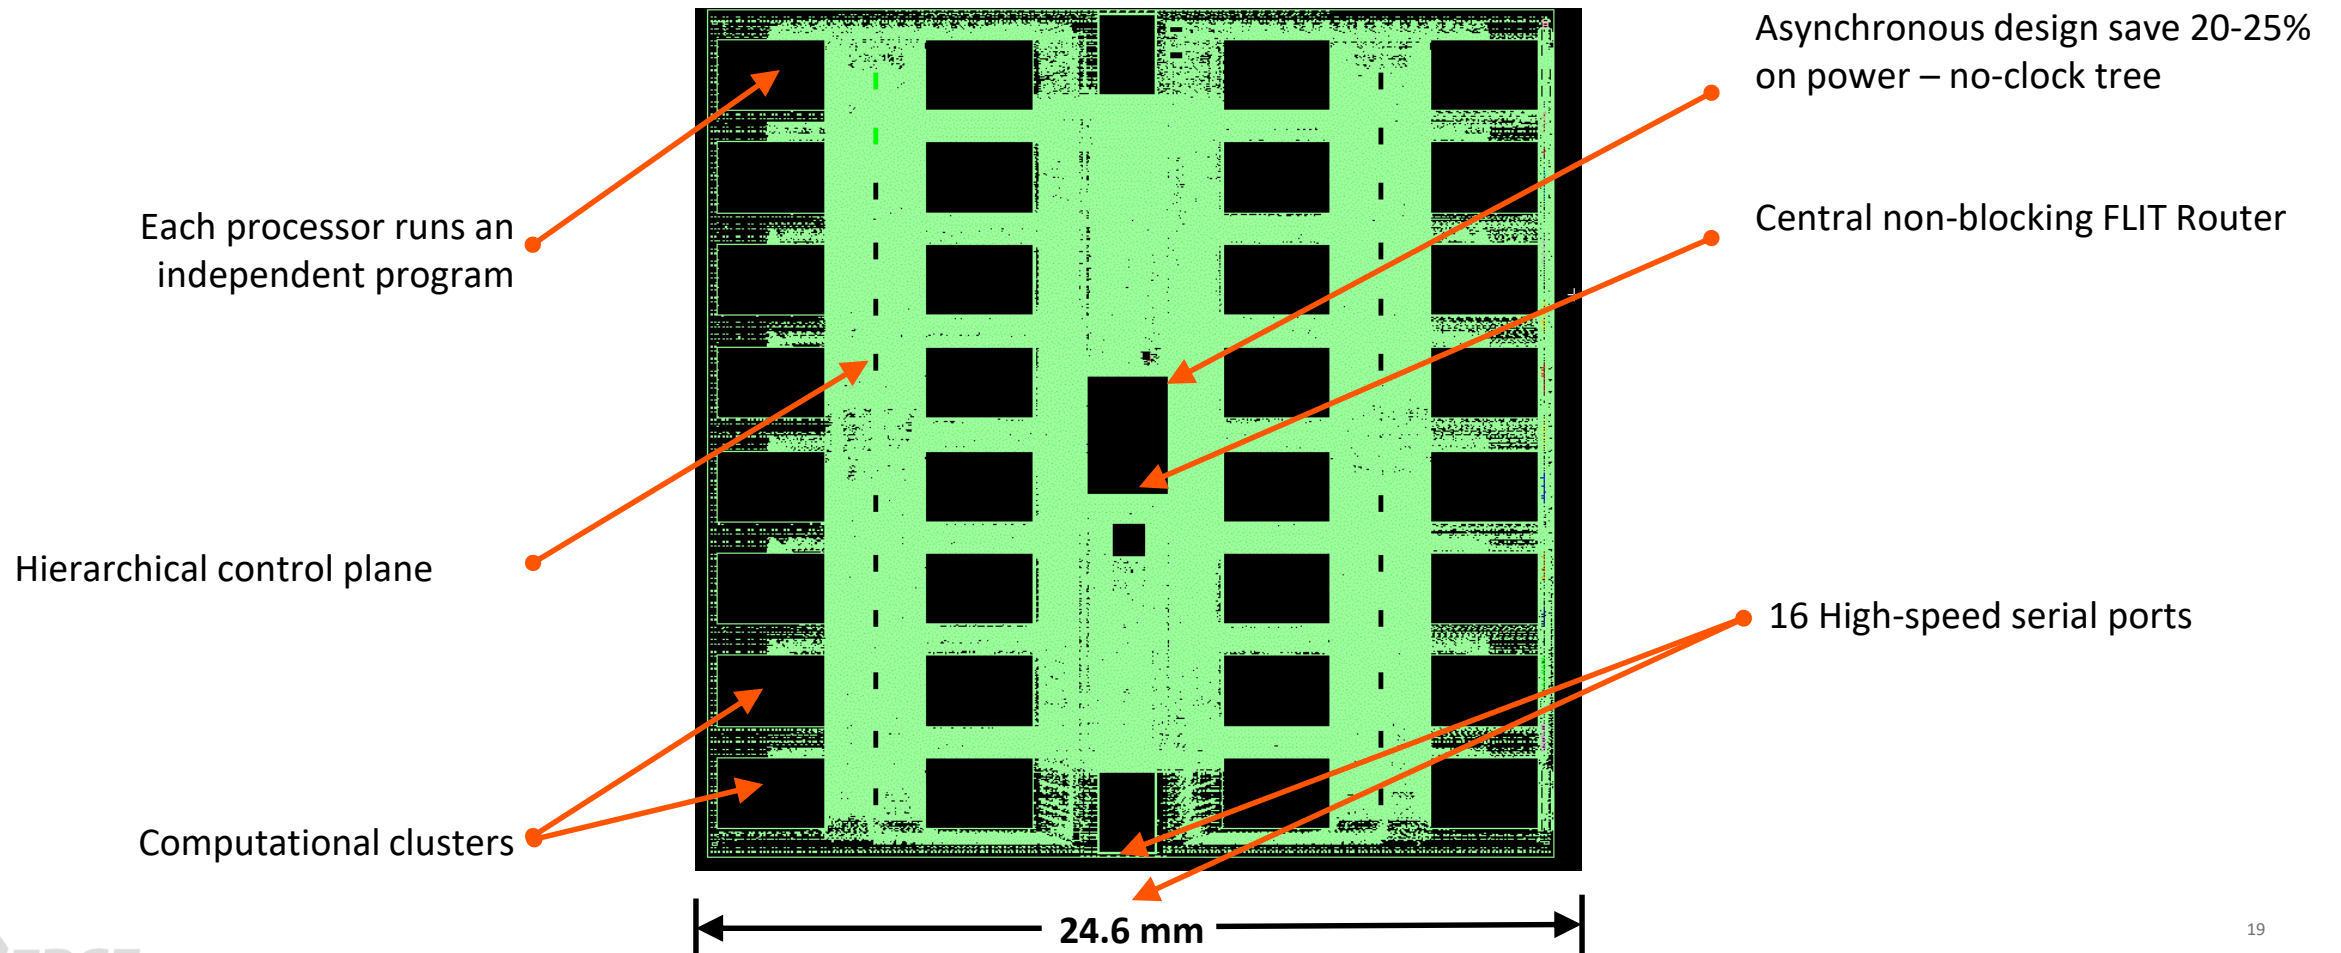 Asynchronous design save 20-25%
on power – no-clock tree
Central non-blocking FLIT Router
Each processor runs an
independent program
Hierarchical control plane
16 High-speed serial ports
Computational clusters
24.6 mm
19